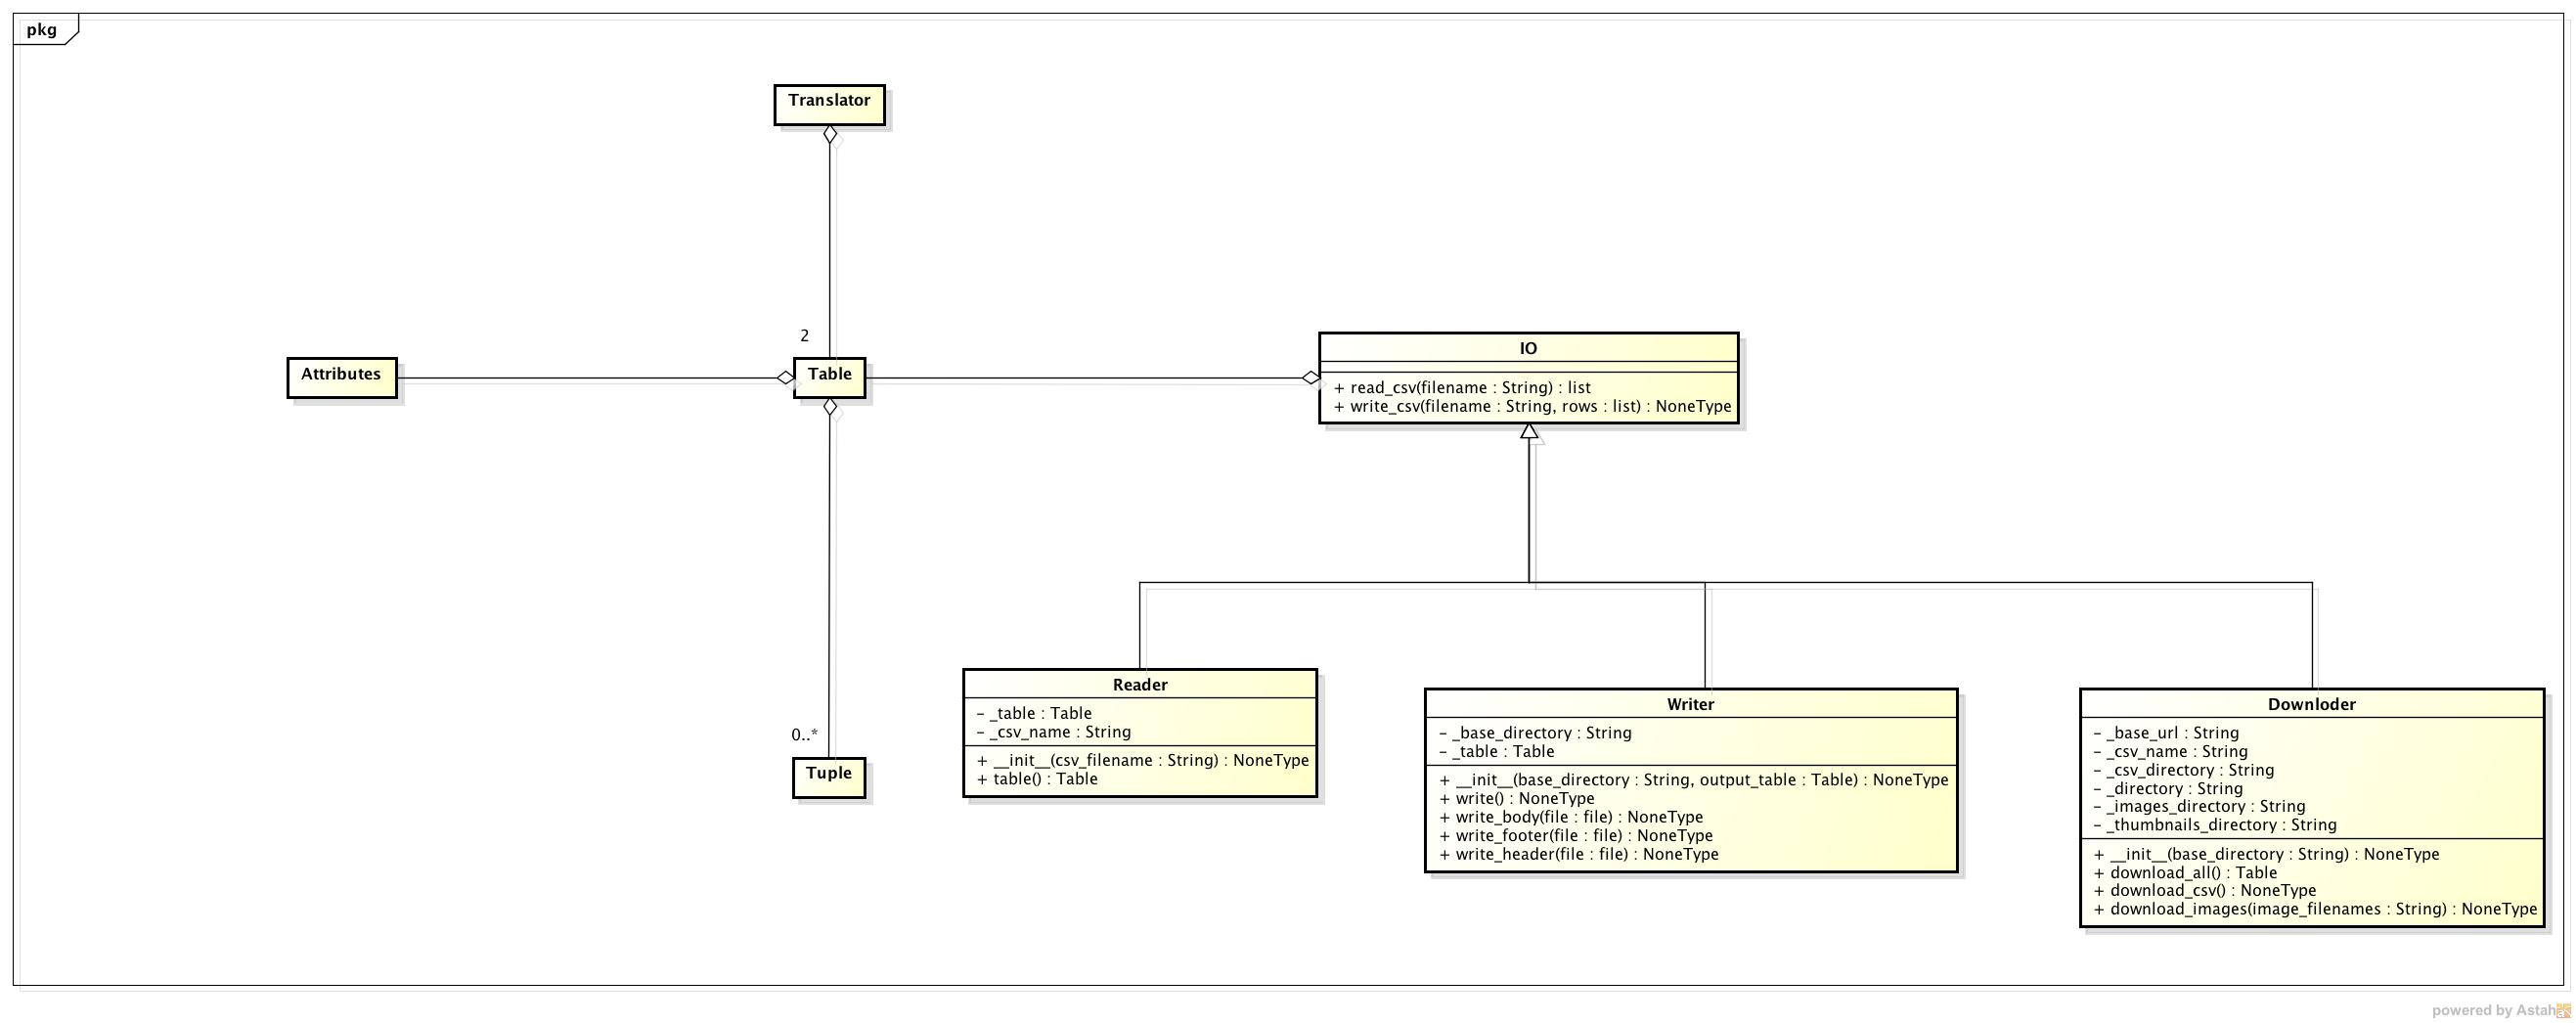 pkg
Translator
2
Attributes
Table
IO
+ read_csv(filename : String) : list
+ write_csv(filename : String, rows : list) : NoneType
0..*
Tuple
Reader
- _table : Table
- _csv_name : String
+ __init__(csv_filename : String) : NoneType
+ table() : Table
Writer
- _base_directory : String
- _table : Table
+ __init__(base_directory : String, output_table : Table) : NoneType
+ write() : NoneType
+ write_body(file : file) : NoneType
+ write_footer(file : file) : NoneType
+ write_header(file : file) : NoneType
Downloder
- _base_url : String
- _csv_name : String
- _csv_directory : String
- _directory : String
- _images_directory : String
- _thumbnails_directory : String
+ __init__(base_directory : String) : NoneType
+ download_all() : Table
+ download_csv() : NoneType
+ download_images(image_filenames : String) : NoneType
powered by Astah